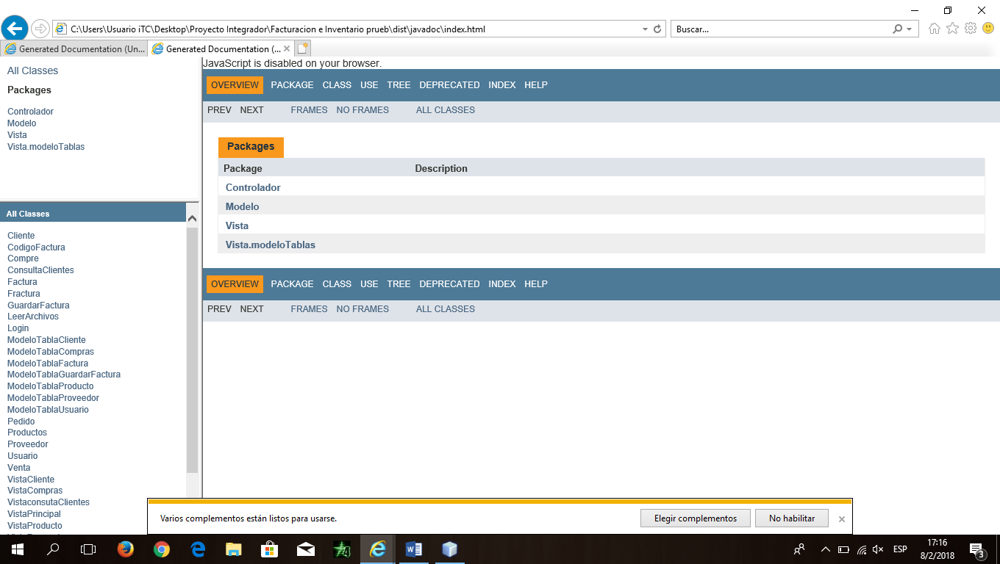 C:\Users\Usuario iTC\Desktop\Proyecto Integrador\Facturacion e Inventario prueb\dist\javadoc\index.html
Buscar...
Generated Documentation (Un...
Generated Documentation (...
All Classes
Packages
Controlador
Modelo
Vista
Vista.modeloTablas
All Classes
Cliente
CodigoFactura
Compre
ConsultaClientes
Factura
Fractura
GuardarFactura
LeerArchivos
Login
ModeloTablaCliente
ModeloTablaCompras
ModeloTablaFactura
ModeloTablaGuardarFactura
ModeloTablaProducto
ModeloTablaProveedor
ModeloTablaUsuario
Pedido
Productos
Proveedor
Usuario
Venta
VistaCliente
VistaCompras
VistaconsutaClientes
VistaPrincipal
VistaProducto
JavaScript is disabled on your browser.
OVERVIEW PACKAGE CLASS USE TREE DEPRECATED INDEX HELP
PREV NEXT FRAMES NO FRAMES ALL CLASSES
Packages
Package Description
Controlador
Modelo
Vista
Vista.modeloTablas
OVERVIEW PACKAGE CLASS USE TREE DEPRECATED INDEX HELP
PREV NEXT FRAMES NO FRAMES ALL CLASSES
Varios complementos están listos para usarse. Elegir complementos No habilitar
ESP
17:16
8/2/2018
3